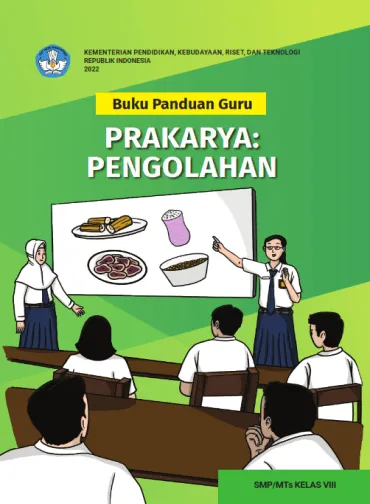 KEMENTERIAN PENDIDIKAN, KEBUDAYAAN, RISET, DAN TEKNOLOGI
REPUBLIK INDONESIA
2022
Buku Panduan Guru
PRAKARYA:
PENGOLAHAN
SMP/MTs KELAS VIII